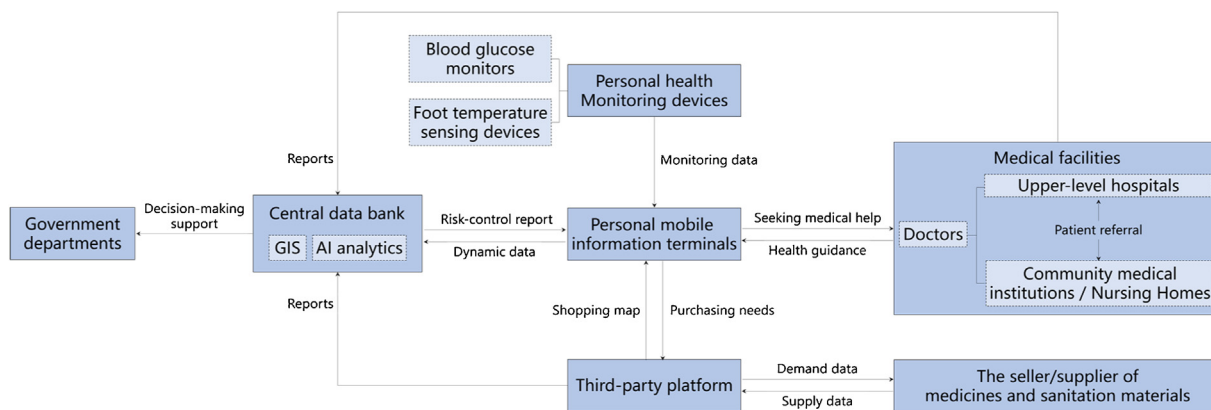 Blood glucose
monitors
Foot temperature
sensing devices
Personal health
Monitoring devices
Reports
Monitoring data
Government
departments
Decision-making
support
Central data bank
GIS
AI analytics
Risk-control report
Dynamic data
Personal mobile
information terminals
Seeking medical help
Health guidance
Medical facilities
Upper-level hospitals
Doctors
Patient referral
Community medical
institutions / Nursing Homes
Reports
Shopping map
Purchasing needs
Third-party platform
Demand data
Supply data
The seller/supplier of
medicines and sanitation materials